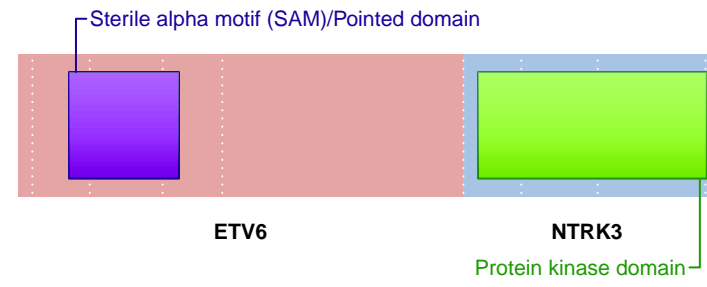 Sterile alpha motif (SAM)/Pointed domain
ETV6
NTRK3
Protein kinase domain